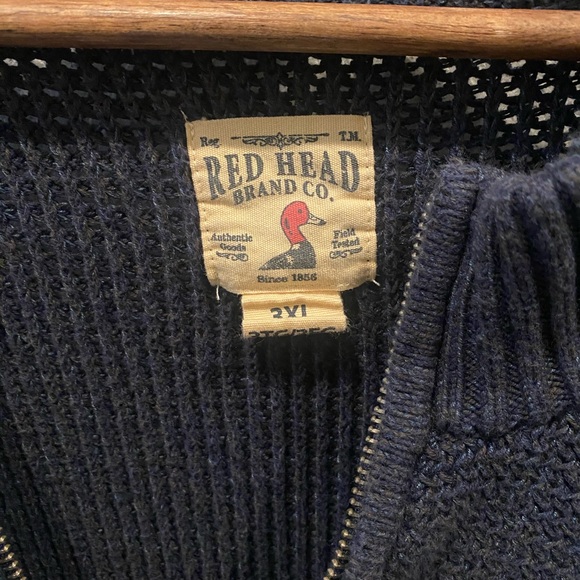 Reg. T.M.
RED HEAD
BRAND CO.
Authentic Field
Goods Tested
Since 1856
3XL